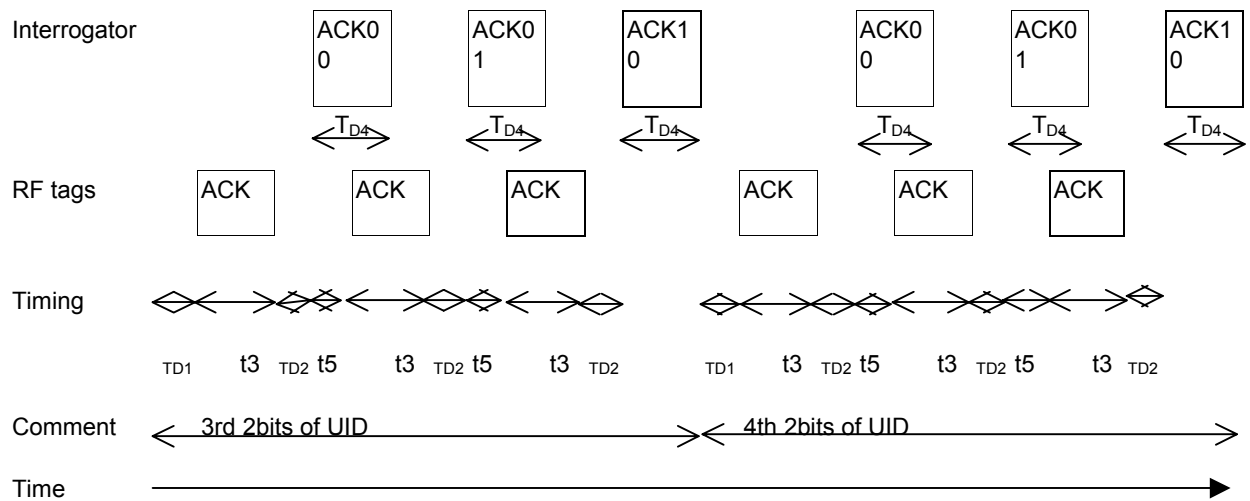 Interrogator ACK0 ACK0 ACK1 ACK0 ACK0 ACK1
0 1 0 0 1 0
TD4 TD4 TD4 TD4 TD4 TD4
RF tags ACK ACK ACK ACK ACK ACK
Timing
TD1 t3 TD2 t5 t3 TD2 t5 t3 TD2 TD1 t3 TD2 t5 t3 TD2 t5 t3 TD2
Comment 3rd 2bits of UID 4th 2bits of UID
Time